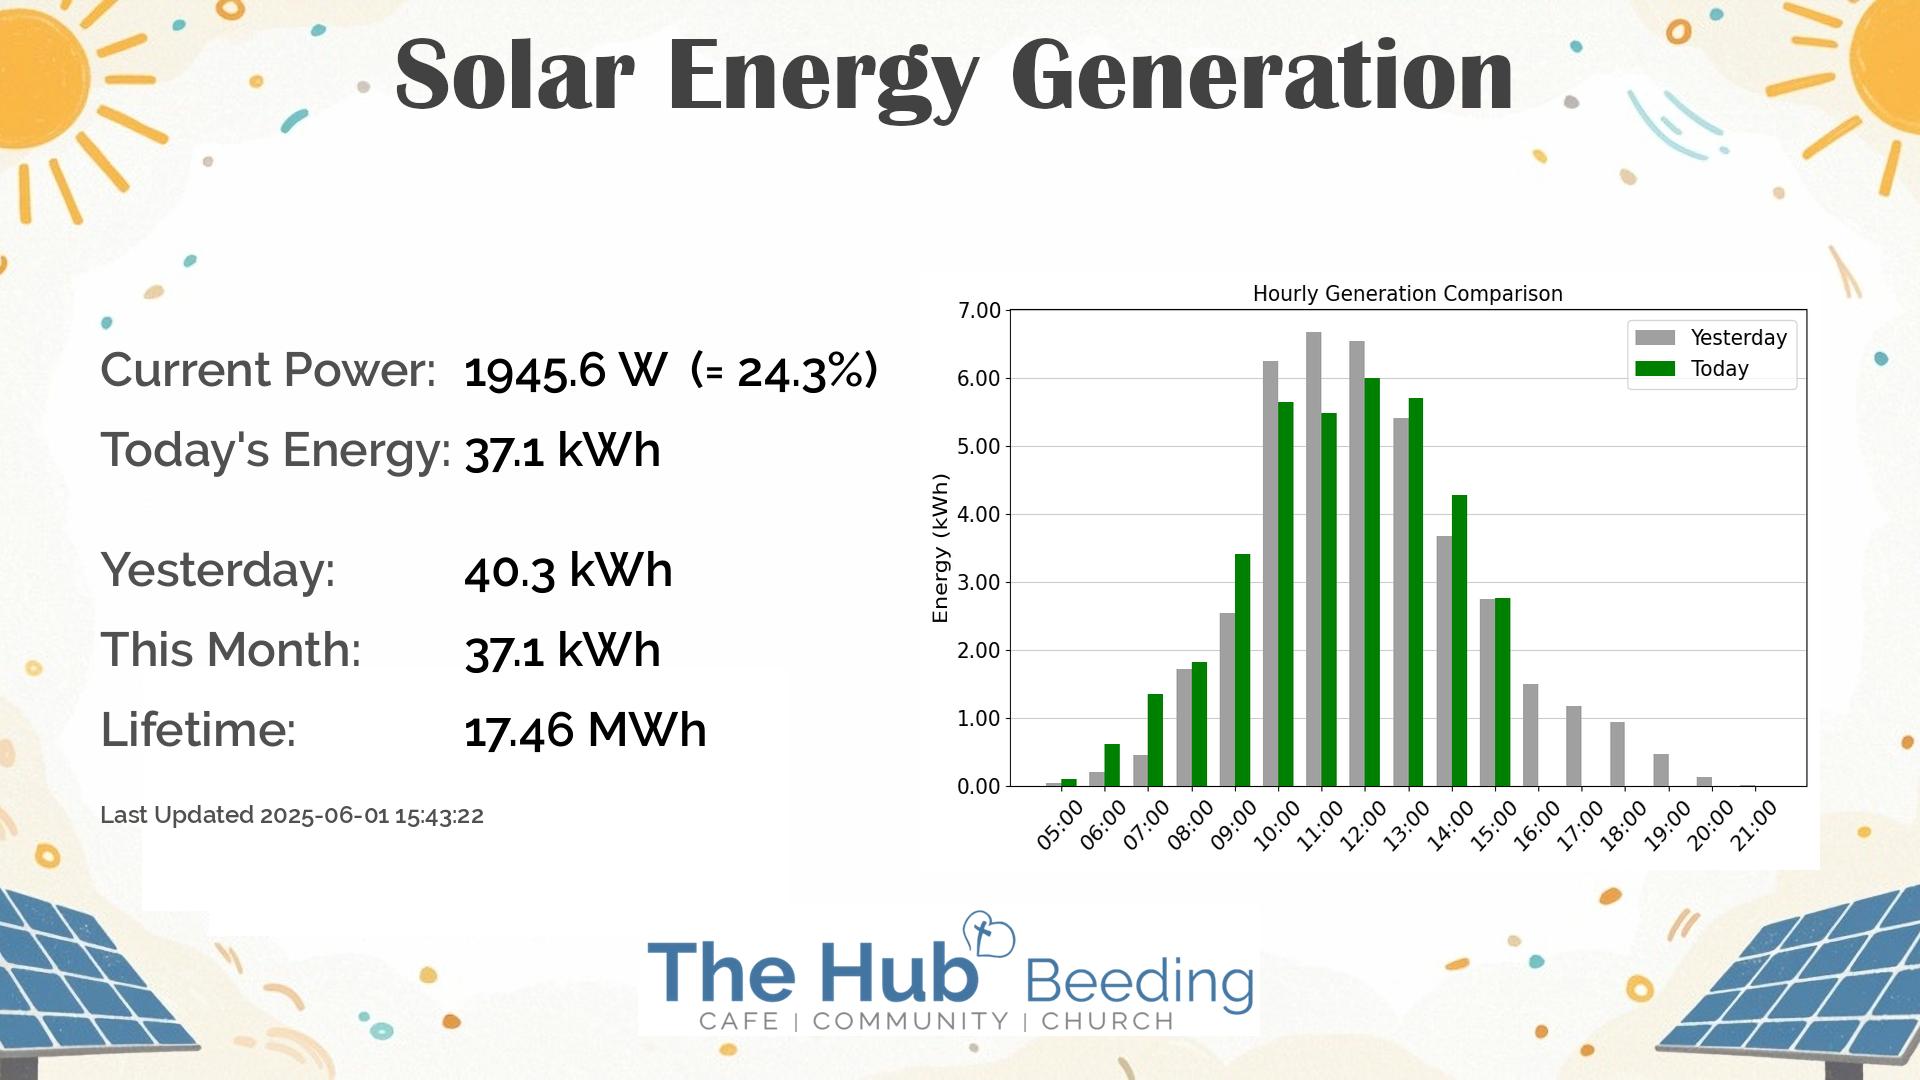 Solar Energy Generation
Current Power: 1945.6 W (= 24.3%)
Today's Energy: 37.1 kWh
Yesterday: 40.3 kWh
This Month: 37.1 kWh
Lifetime: 17.46 MWh
Last Updated 2025-06-01 15:43:22
Hourly Generation Comparison
Yesterday
Today
Energy (kWh)
7.00
6.00
5.00
4.00
3.00
2.00
1.00
0.00
05:00 06:00 07:00 08:00 09:00 10:00 11:00 12:00 13:00 14:00 15:00 16:00 17:00 18:00 19:00 20:00 21:00
The Hub Beeding
CAFE | COMMUNITY | CHURCH